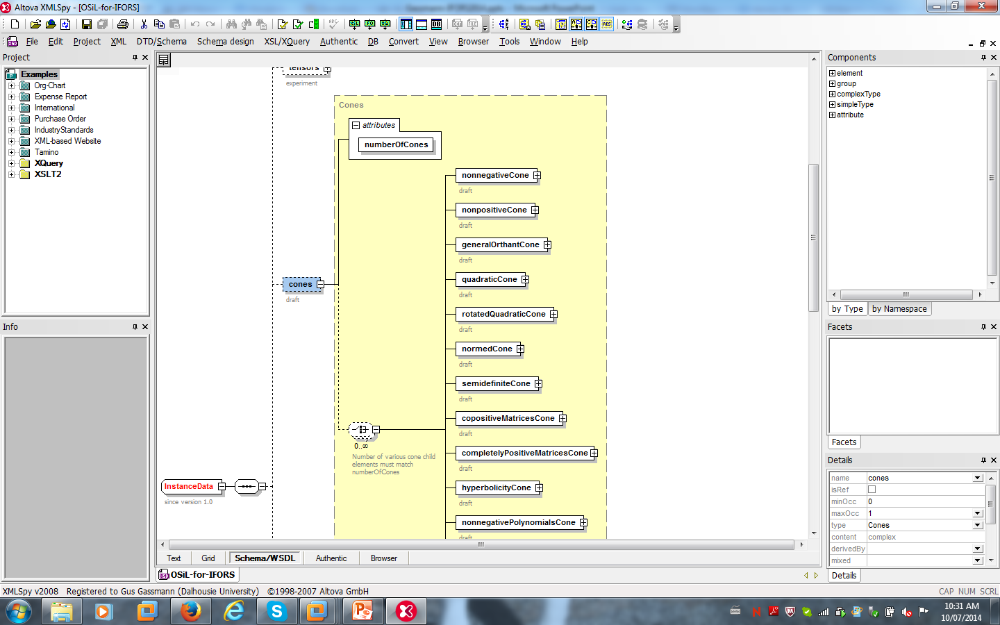 Altova XMLSpy - [OSiL-for-IFORS]
File Edit Project XML DTD/Schema Schema design XSL/XQuery Authentic DB Convert View Browser Tools Window Help
Project
Examples
Org-Chart
Expense Report
International
Purchase Order
IndustryStandards
XML-based Website
Tamino
XQuery
XSLT2
Info
tensors
experiment
Cones
attributes
numberOfCones
nonnegativeCone
draft
nonpositiveCone
draft
generalOrthantCone
draft
cones
draft
quadraticCone
draft
rotatedQuadraticCone
draft
normedCone
draft
semidefiniteCone
draft
copositiveMatricesCone
draft
0..∞
Number of various cone child
elements must match
numberOfCones
completelyPositiveMatricesCone
draft
InstanceData
since version 1.0
hyperbolicityCone
draft
nonnegativePolynomialsCone
draft
Text Grid Schema/WSDL Authentic Browser
OSiL-for-IFORS
Components
element
group
complexType
simpleType
attribute
by Type by Namespace
Facets
Facets
Details
name cones
isRef
minOcc 0
maxOcc 1
type Cones
content complex
derivedBy
mixed
Details
XMLSpy v2008 Registered to Gus Gassmann (Dalhousie University) ©1998-2007 Altova GmbH
CAP NUM SCRL
10:31 AM
10/07/2014